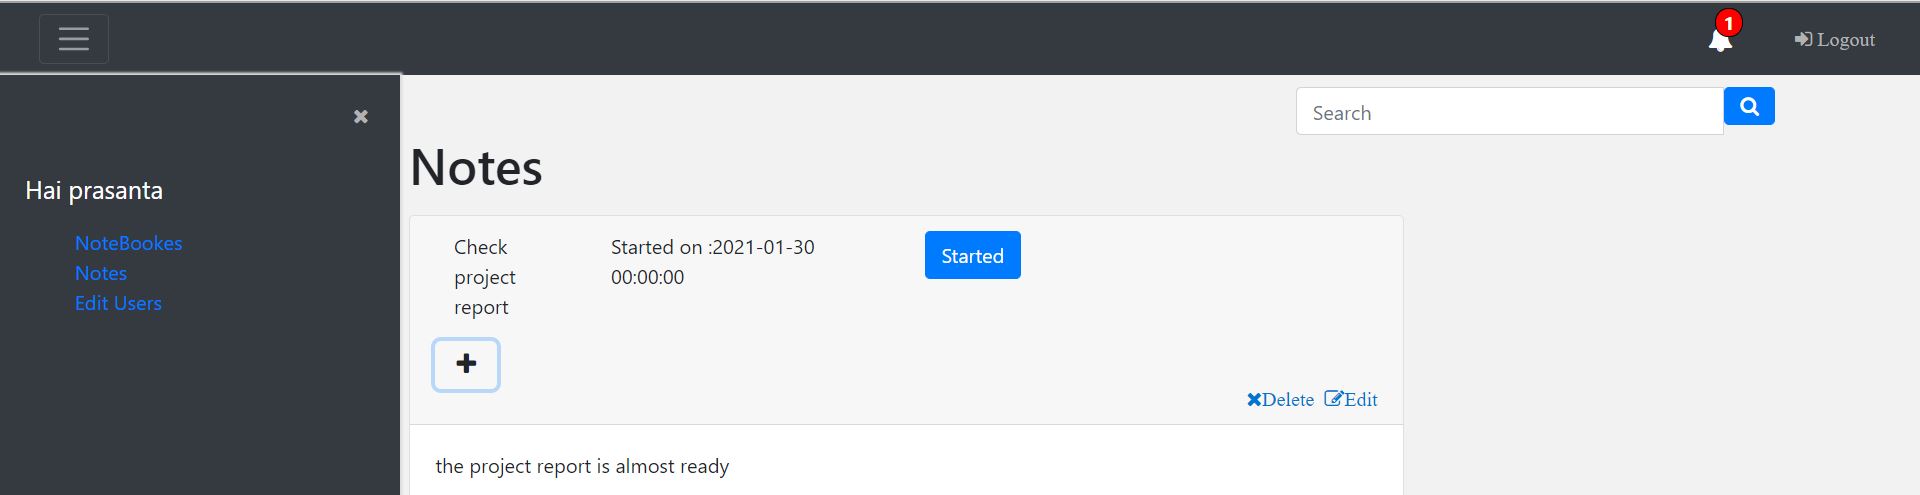 1
Logout
Search
Hai prasanta
NoteBookes
Notes
Edit Users
Notes
Check
project
report
Started on :2021-01-30
00:00:00
Started
Delete Edit
the project report is almost ready